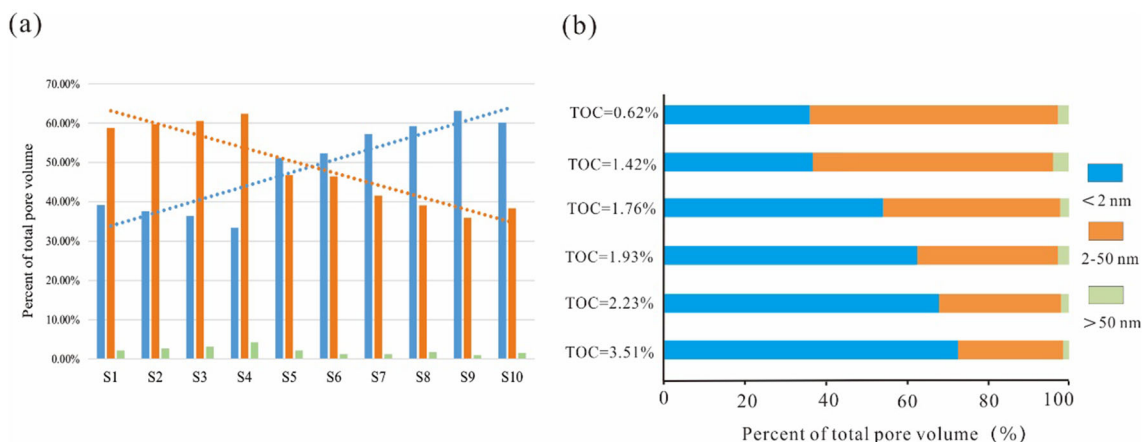 (a)
(b)
Percent of total pore volume
70.00%
60.00%
50.00%
40.00%
30.00%
20.00%
10.00%
0.00%
S1 S2 S3 S4 S5 S6 S7 S8 S9 S10
TOC=0.62%
TOC=1.42%
TOC=1.76%
TOC=1.93%
TOC=2.23%
TOC=3.51%
0 20 40 60 80 100
Percent of total pore volume (%)
<2 nm
2-50 nm
>50 nm